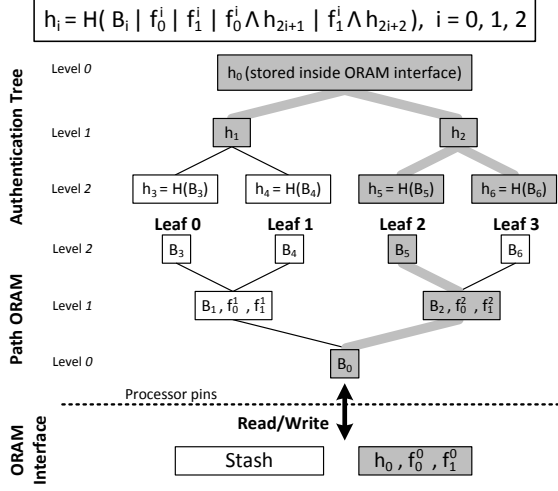 hᵢ = H( Bᵢ | f₀ⁱ | f₁ⁱ | f₀ⁱ Λ h₂ᵢ₊₁ | f₁ⁱ Λ h₂ᵢ₊₂), i = 0, 1, 2
Authentication Tree
Level 0
h₀ (stored inside ORAM interface)
Level 1
h₁
h₂
Level 2
h₃ = H(B₃)
h₄ = H(B₄)
h₅ = H(B₅)
h₆ = H(B₆)
Path ORAM
Leaf 0
Leaf 1
Leaf 2
Leaf 3
Level 2
B₃
B₄
B₅
B₆
Level 1
B₁ , f₀¹ , f₁¹
B₂ , f₀² , f₁²
Level 0
B₀
Processor pins
Read/Write
ORAM
Interface
Stash
h₀ , f₀⁰ , f₁⁰